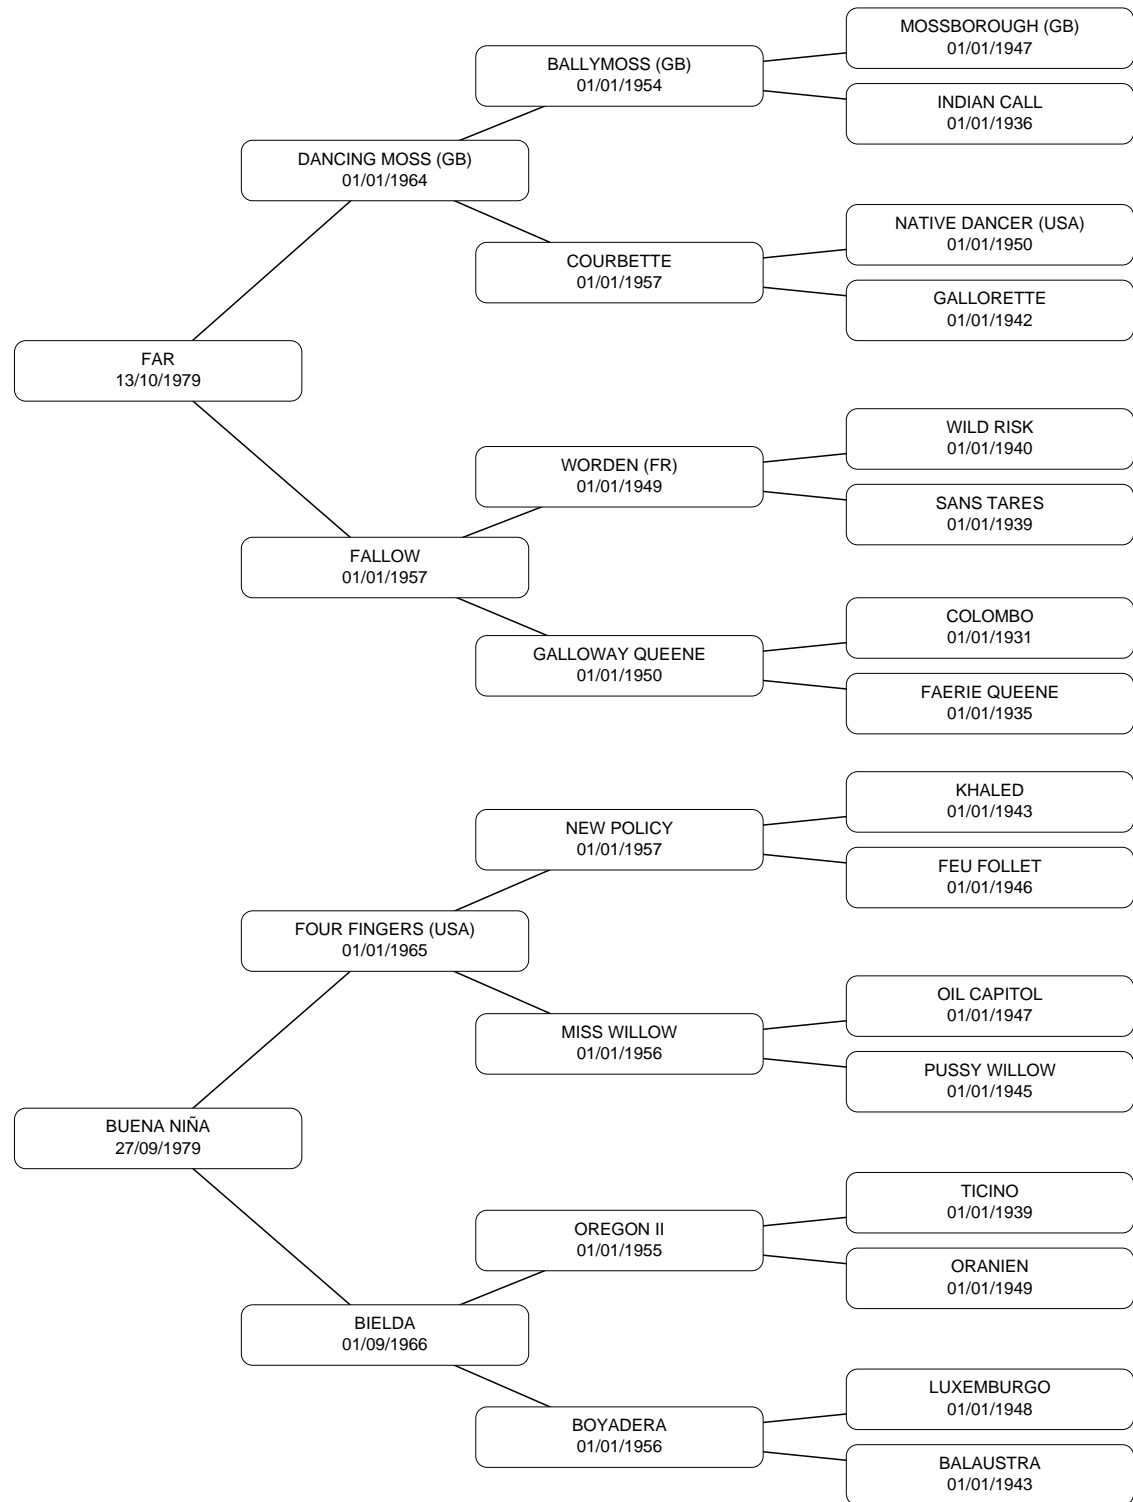 MOSSBOROUGH (GB)
01/01/1947
BALLYMOSS (GB)
01/01/1954
INDIAN CALL
01/01/1936
DANCING MOSS (GB)
01/01/1964
NATIVE DANCER (USA)
01/01/1950
COURBETTE
01/01/1957
GALLORETTE
01/01/1942
FAR
13/10/1979
WILD RISK
01/01/1940
WORDEN (FR)
01/01/1949
SANS TARES
01/01/1939
FALLOW
01/01/1957
COLOMBO
01/01/1931
GALLOWAY QUEENE
01/01/1950
FAERIE QUEENE
01/01/1935
KHALED
01/01/1943
NEW POLICY
01/01/1957
FEU FOLLET
01/01/1946
FOUR FINGERS (USA)
01/01/1965
OIL CAPITOL
01/01/1947
MISS WILLOW
01/01/1956
PUSSY WILLOW
01/01/1945
BUENA NIÑA
27/09/1979
TICINO
01/01/1939
OREGON II
01/01/1955
ORANIEN
01/01/1949
BIELDA
01/09/1966
LUXEMBURGO
01/01/1948
BOYADERA
01/01/1956
BALAUSTRA
01/01/1943